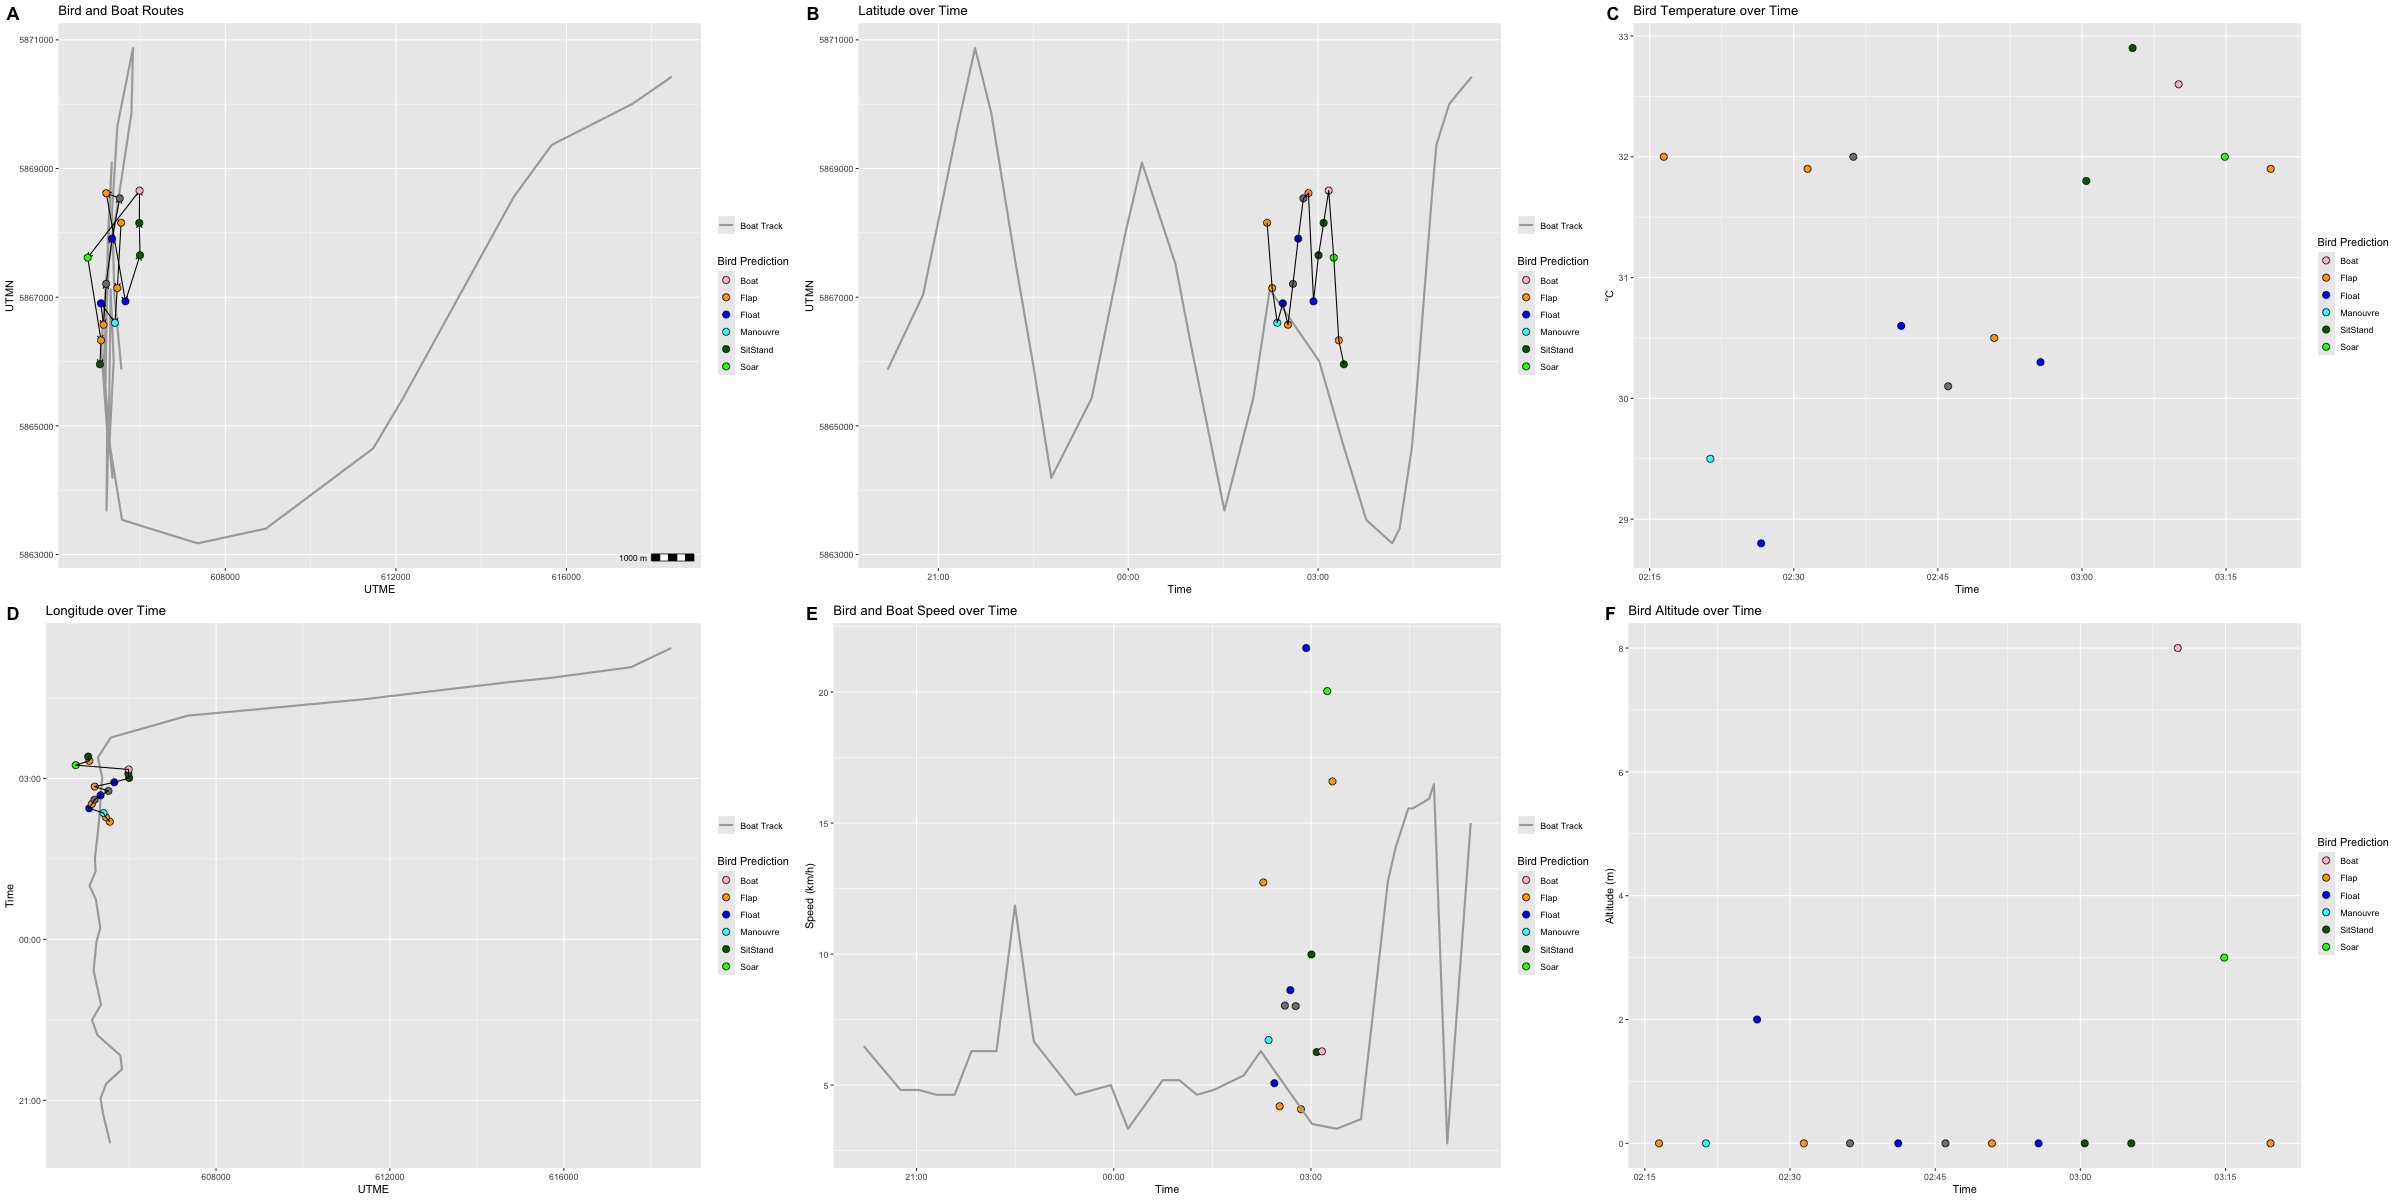 A Bird and Boat Routes
5871000
5869000
5867000
5865000
5863000
UTMN
608000 612000 616000
UTME
1000 m
Boat Track
Bird Prediction
Boat
Flap
Float
Manouvre
SitStand
Soar
B Latitude over Time
5871000
5869000
5867000
5865000
5863000
UTMN
21:00 00:00 03:00
Time
Boat Track
Bird Prediction
Boat
Flap
Float
Manouvre
SitStand
Soar
C Bird Temperature over Time
33
32
31
30
29
°C
02:15 02:30 02:45 03:00 03:15
Time
Bird Prediction
Boat
Flap
Float
Manouvre
SitStand
Soar
D Longitude over Time
03:00
00:00
21:00
Time
608000 612000 616000
UTME
Boat Track
Bird Prediction
Boat
Flap
Float
Manouvre
SitStand
Soar
E Bird and Boat Speed over Time
20
15
10
5
Speed (km/h)
21:00 00:00 03:00
Time
Boat Track
Bird Prediction
Boat
Flap
Float
Manouvre
SitStand
Soar
F Bird Altitude over Time
8
6
4
2
0
Altitude (m)
02:15 02:30 02:45 03:00 03:15
Time
Bird Prediction
Boat
Flap
Float
Manouvre
SitStand
Soar